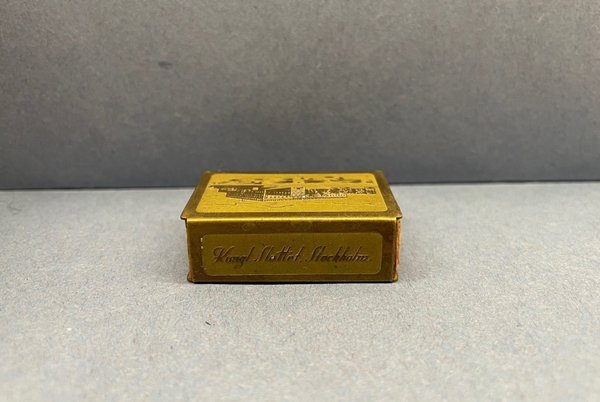 Kungl. Slottet, Stockholm.